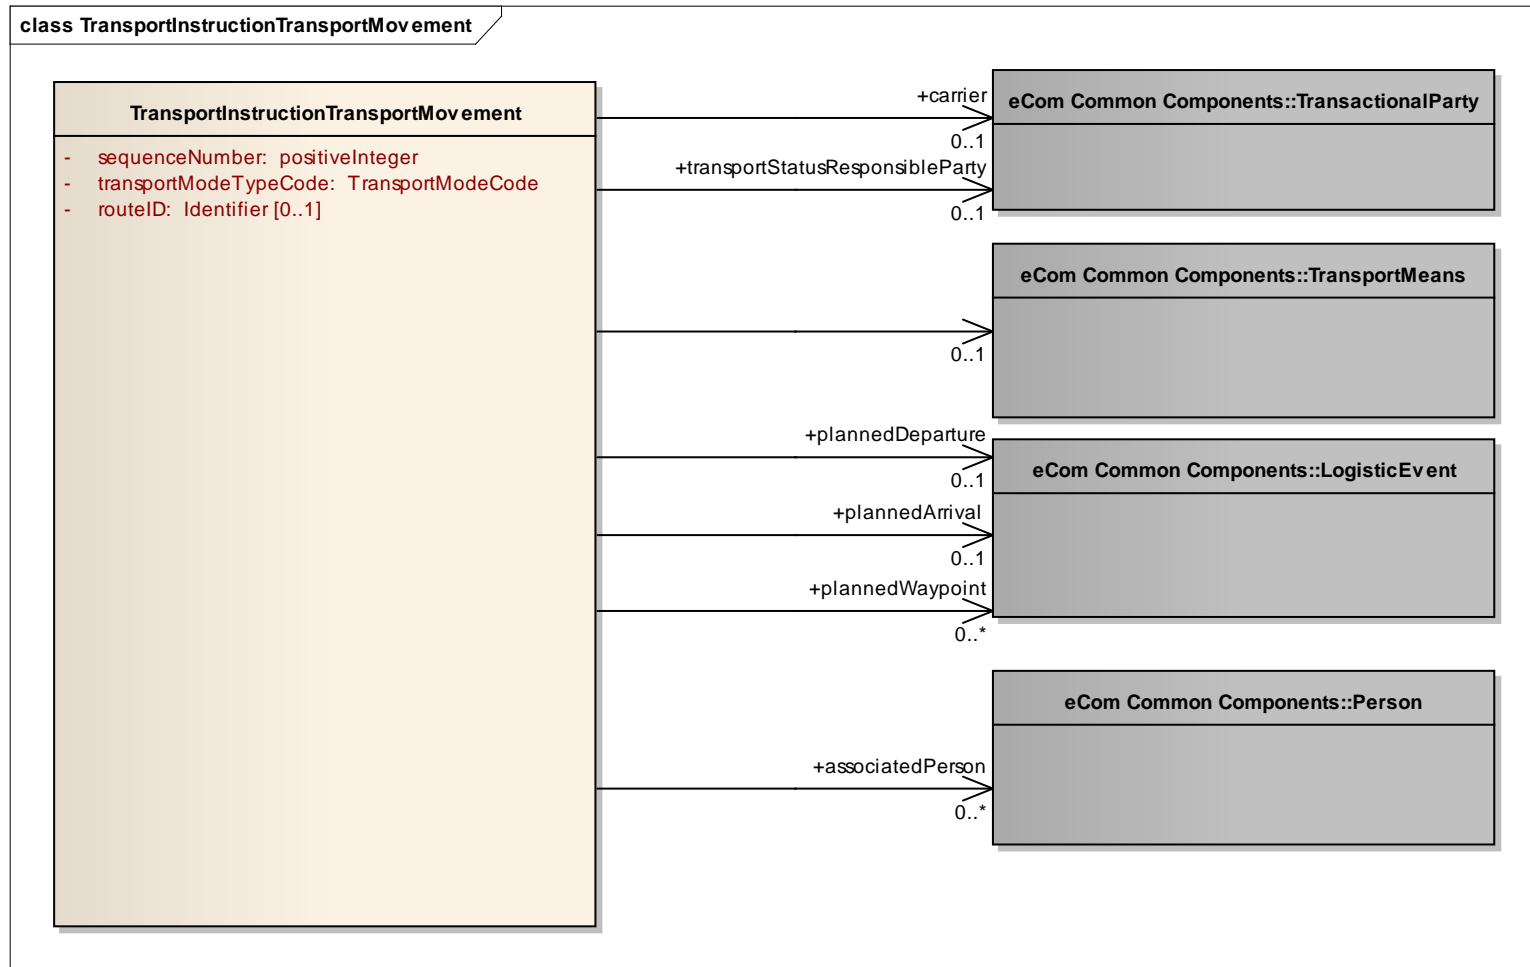 class TransportInstructionTransportMovement
TransportInstructionTransportMovement
- sequenceNumber: positiveInteger
- transportModeTypeCode: TransportModeCode
- routeID: Identifier [0..1]
+carrier
0..1
+transportStatusResponsibleParty
0..1
eCom Common Components::TransactionalParty
0..1
eCom Common Components::TransportMeans
+plannedDeparture
0..1
+plannedArrival
0..1
+plannedWaypoint
0..*
eCom Common Components::LogisticEvent
+associatedPerson
0..*
eCom Common Components::Person